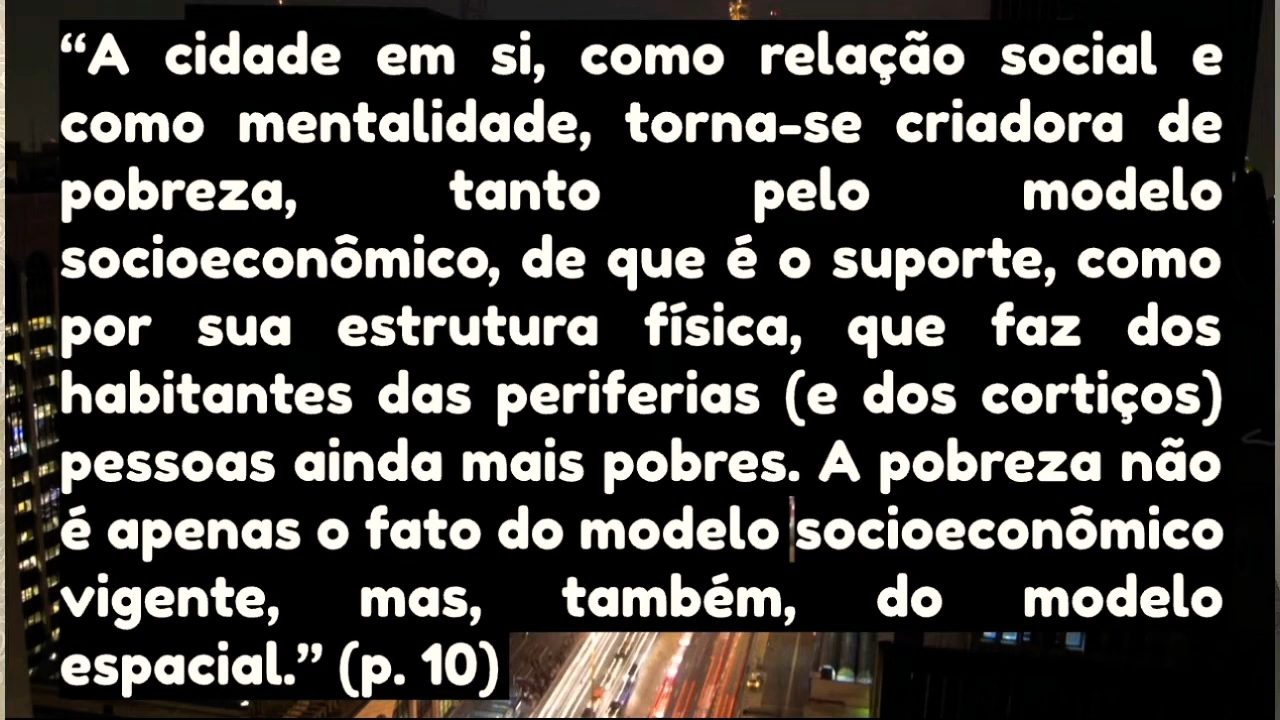 “A cidade em si, como relação social e
como mentalidade, torna-se criadora de
pobreza, tanto pelo modelo
socioeconômico, de que é o suporte, como
por sua estrutura física, que faz dos
habitantes das periferias (e dos cortiços)
pessoas ainda mais pobres. A pobreza não
é apenas o fato do modelo socioeconômico
vigente, mas, também, do modelo
espacial.” (p. 10)